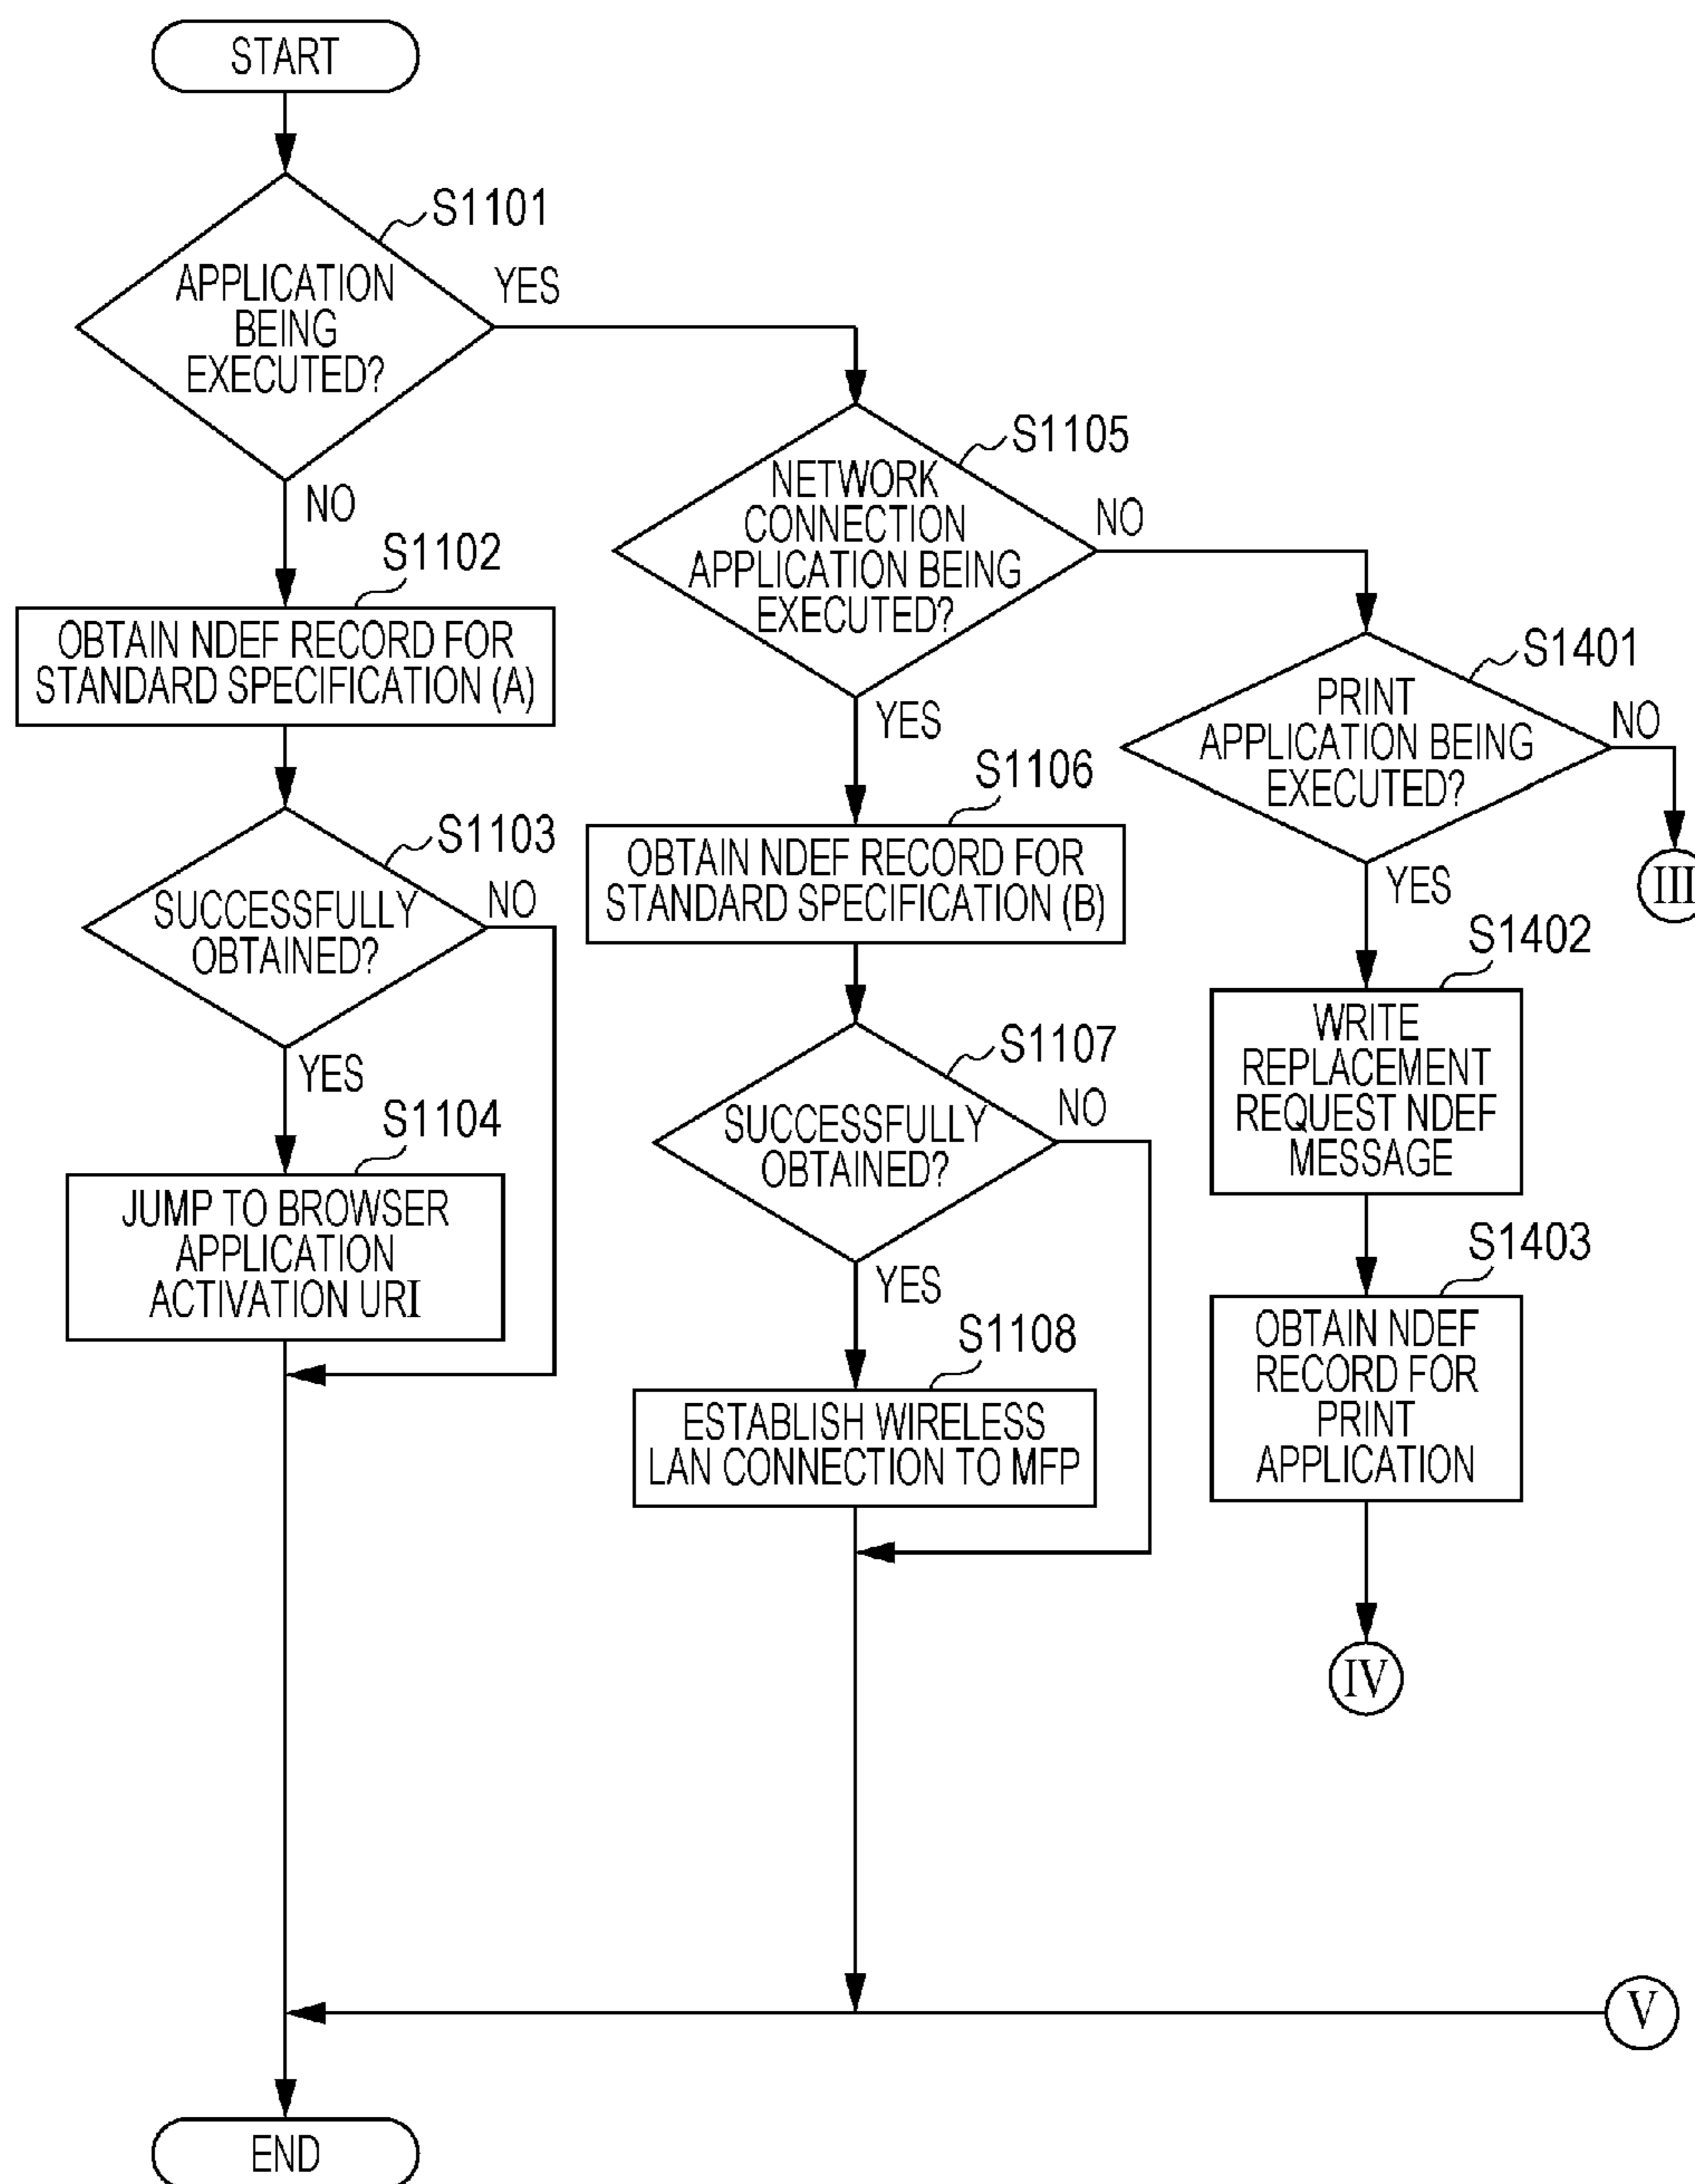 START
S1101
APPLICATION
BEING
EXECUTED?
YES
NO
S1102
OBTAIN NDEF RECORD FOR
STANDARD SPECIFICATION (A)
S1103
SUCCESSFULLY
OBTAINED?
NO
YES
S1104
JUMP TO BROWSER
APPLICATION
ACTIVATION URI
S1105
NETWORK
CONNECTION
APPLICATION BEING
EXECUTED?
NO
YES
S1106
OBTAIN NDEF RECORD FOR
STANDARD SPECIFICATION (B)
S1107
SUCCESSFULLY
OBTAINED?
NO
YES
S1108
ESTABLISH WIRELESS
LAN CONNECTION TO MFP
S1401
PRINT
APPLICATION BEING
EXECUTED?
NO
III
YES
S1402
WRITE
REPLACEMENT
REQUEST NDEF
MESSAGE
S1403
OBTAIN NDEF
RECORD FOR
PRINT
APPLICATION
IV
V
END